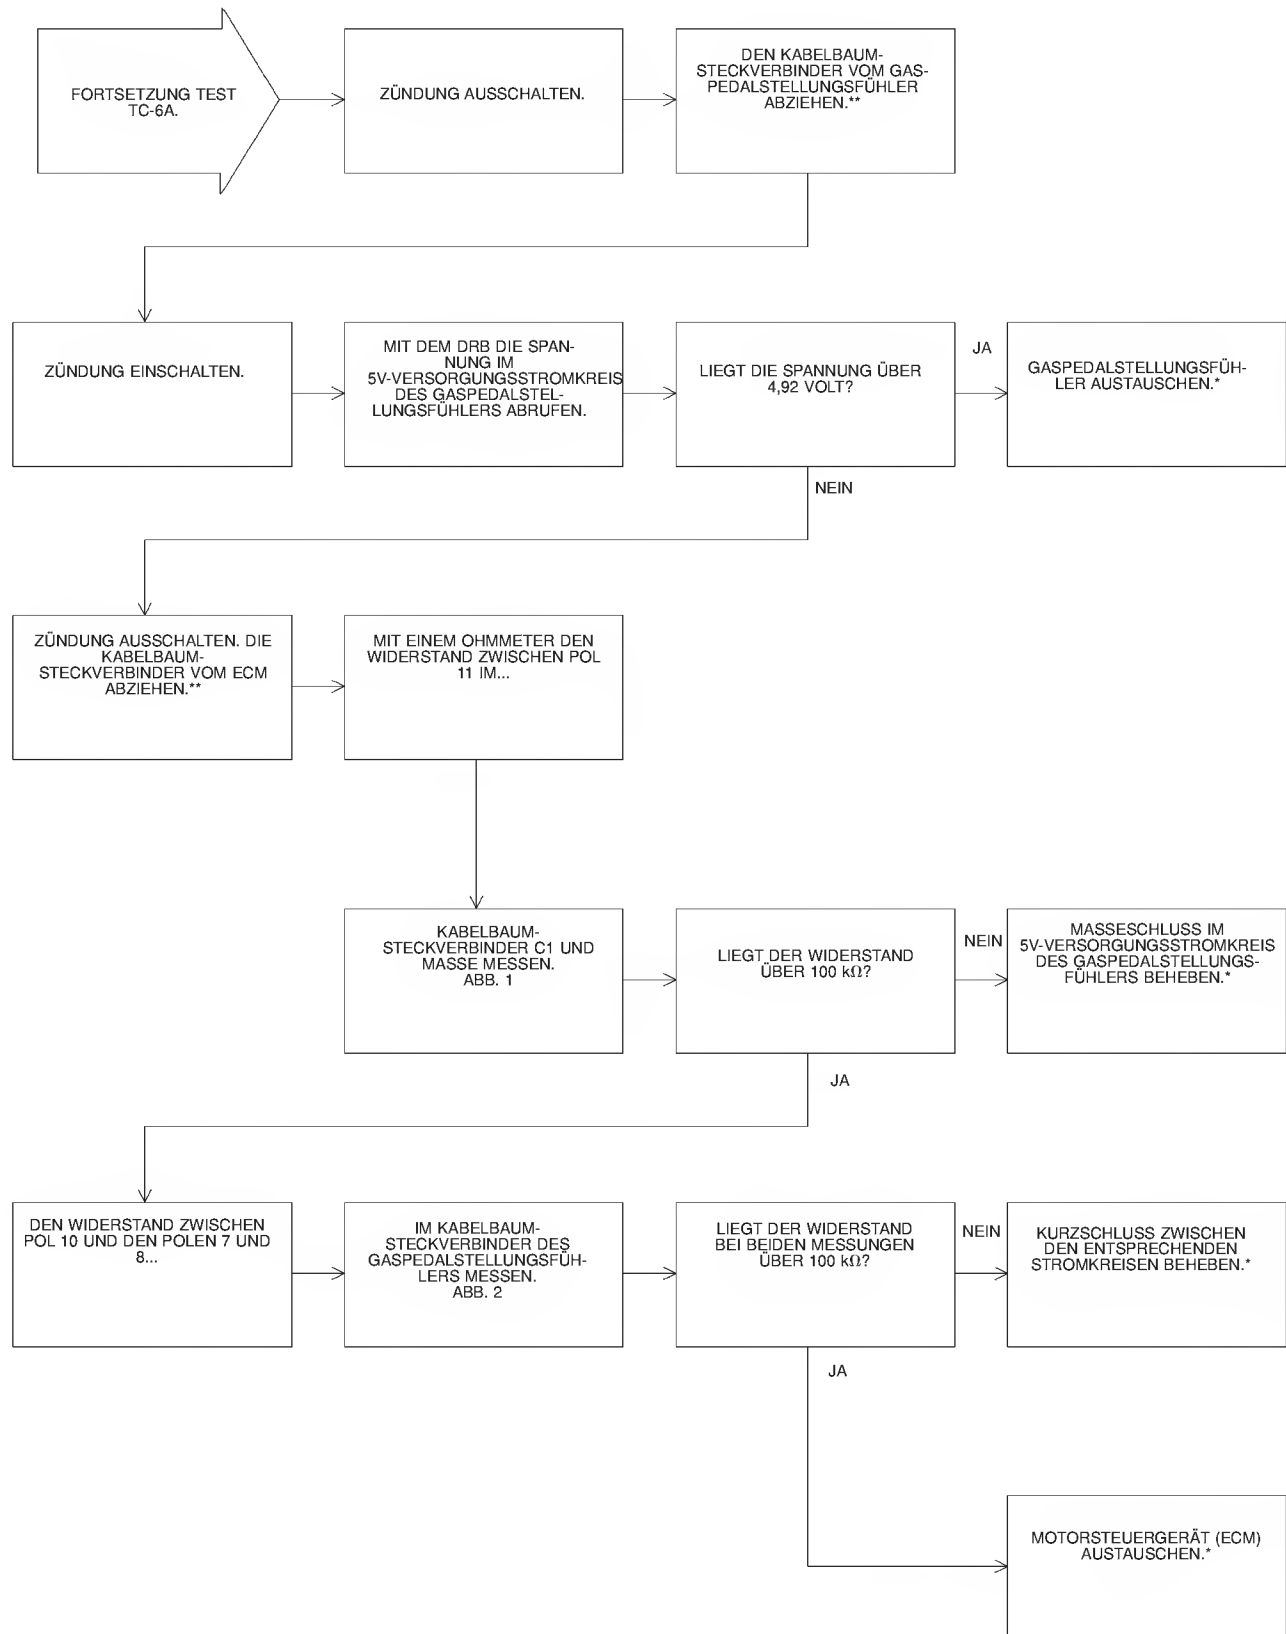 FORTSETZUNG TEST
TC-6A.
ZÜNDUNG AUSSCHALTEN.
DEN KABELBAUM-
STECKVERBINDER VOM GAS-
PEDALSTELLUNGSFÜHLER
ABZIEHEN.**
ZÜNDUNG EINSCHALTEN.
MIT DEM DRB DIE SPAN-
NUNG IM
5V-VERSORGUNGSSTROMKREIS
DES GASPEDALSTEL-
LUNGSFÜHLERS ABRUFEN.
LIEGT DIE SPANNUNG ÜBER
4,92 VOLT?
JA
GASPEDALSTELLUNGSFÜH-
LER AUSTAUSCHEN.*
NEIN
ZÜNDUNG AUSSCHALTEN. DIE
KABELBAUM-
STECKVERBINDER VOM ECM
ABZIEHEN.**
MIT EINEM OHMMETER DEN
WIDERSTAND ZWISCHEN POL
11 IM...
KABELBAUM-
STECKVERBINDER C1 UND
MASSE MESSEN.
ABB. 1
LIEGT DER WIDERSTAND
ÜBER 100 kΩ?
NEIN
MASSESCHLUSS IM
5V-VERSORGUNGSSTROMKREIS
DES GASPEDALSTELLUNGS-
FÜHLERS BEHEBEN.*
JA
DEN WIDERSTAND ZWISCHEN
POL 10 UND DEN POLEN 7 UND
8...
IM KABELBAUM-
STECKVERBINDER DES
GASPEDALSTELLUNGSFÜH-
LERS MESSEN.
ABB. 2
LIEGT DER WIDERSTAND
BEI BEIDEN MESSUNGEN
ÜBER 100 kΩ?
NEIN
KURZSCHLUSS ZWISCHEN
DEN ENTSPRECHENDEN
STROMKREISEN BEHEBEN.*
JA
MOTORSTEUERGERÄT (ECM)
AUSTAUSCHEN.*